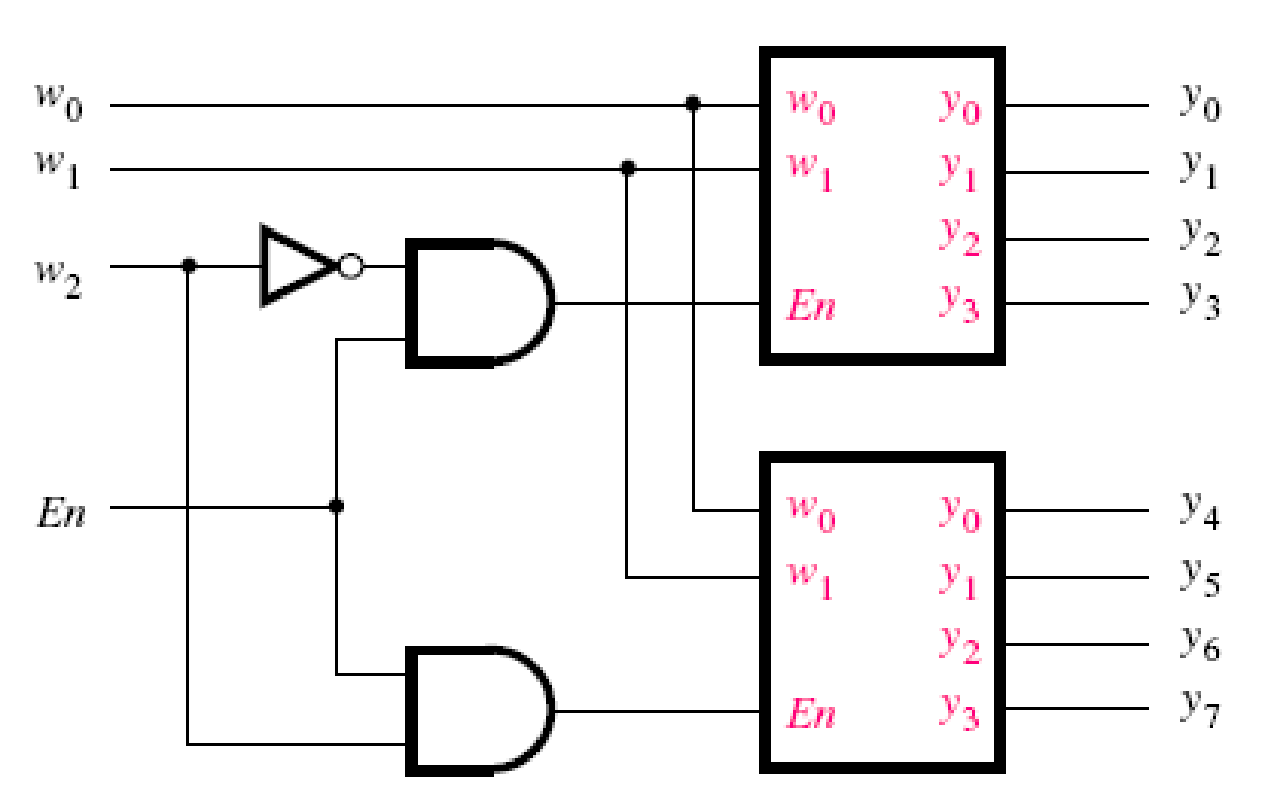 w₀ w₀ y₀ y₀
w₁ w₁ y₁ y₁
w₂ y₂ y₂
En y₃ y₃
En w₀ y₀ y₄
w₁ y₁ y₅
y₂ y₆
En y₃ y₇